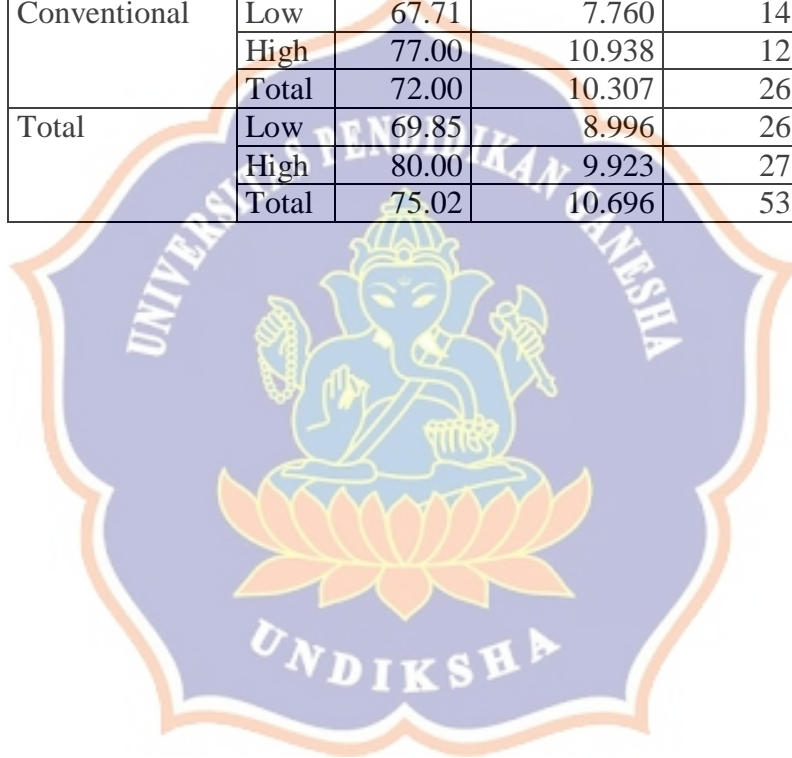 Conventional Low 67.71 7.760 14
High 77.00 10.938 12
Total 72.00 10.307 26
Total Low 69.85 8.996 26
High 80.00 9.923 27
Total 75.02 10.696 53
UNIVERSITAS PENDIDIKAN GANESHA
UNDIKSHA